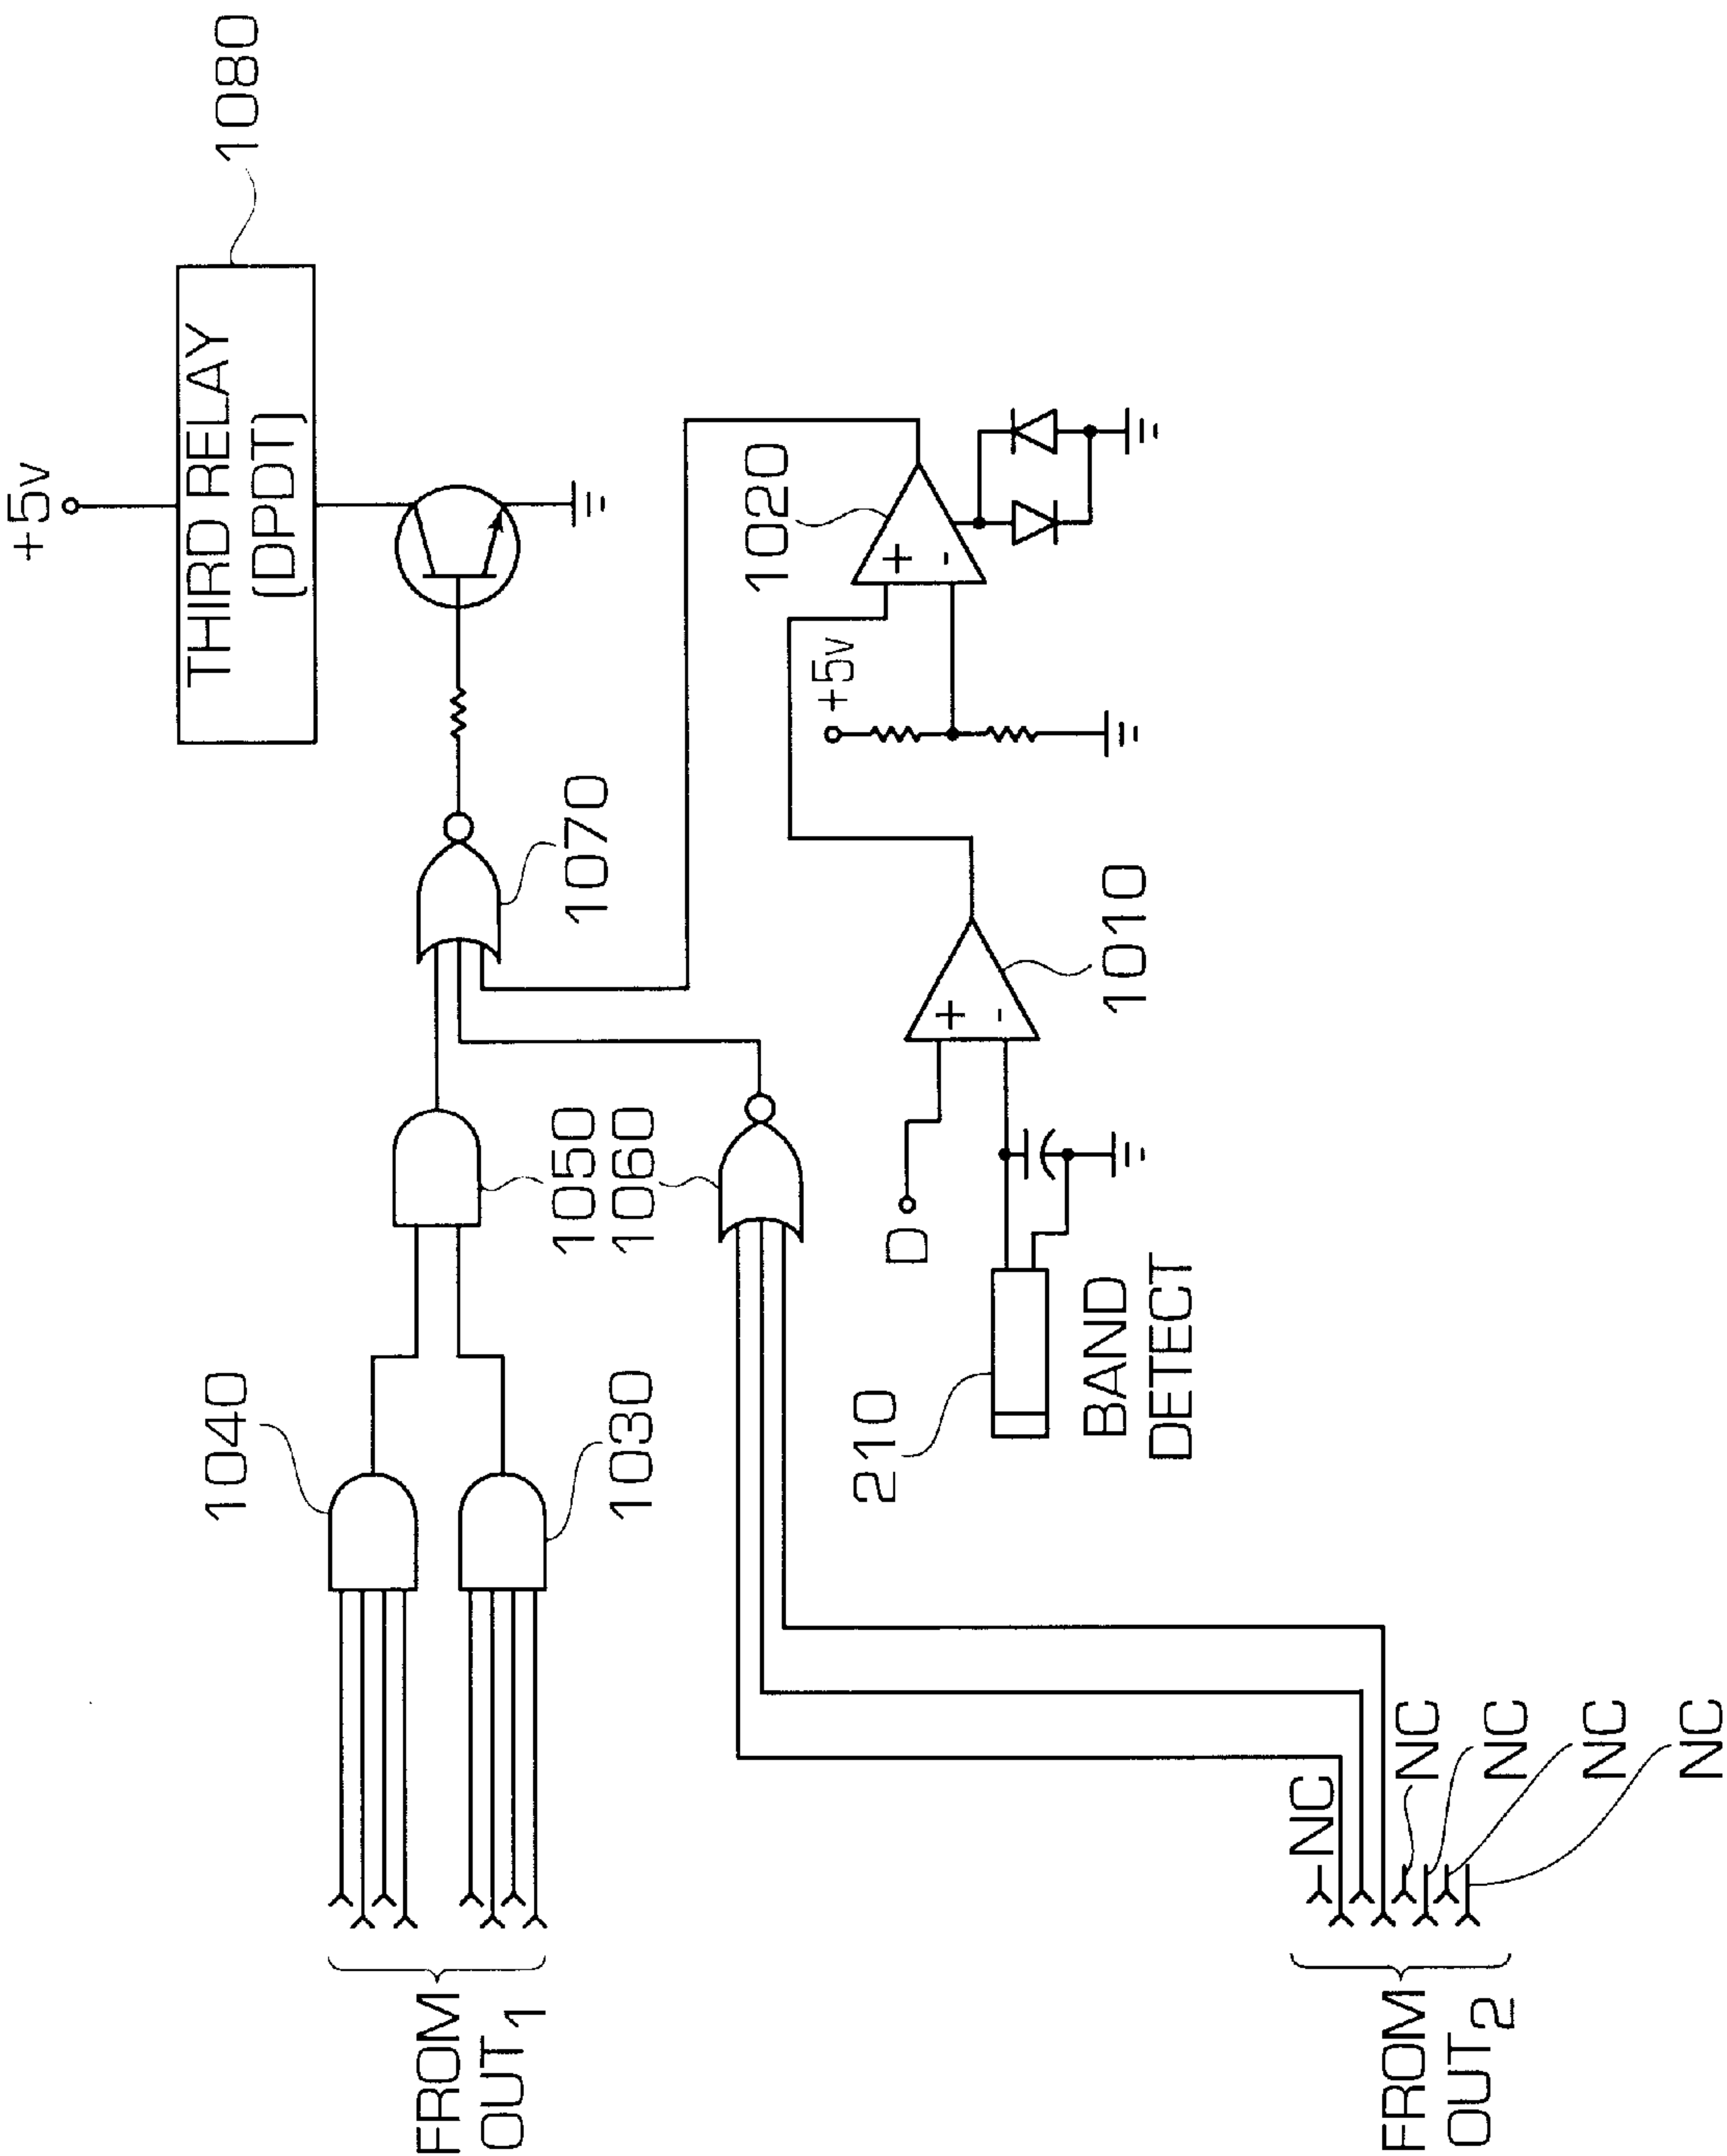 +5v
THIRD RELAY
(DPDT)
1080
1070
1020
+5v
+
-
1010
+
-
D
1050
1060
1040
1030
210
BAND
DETECT
FROM
OUT1
NC
NC
NC
NC
NC
FROM
OUT2